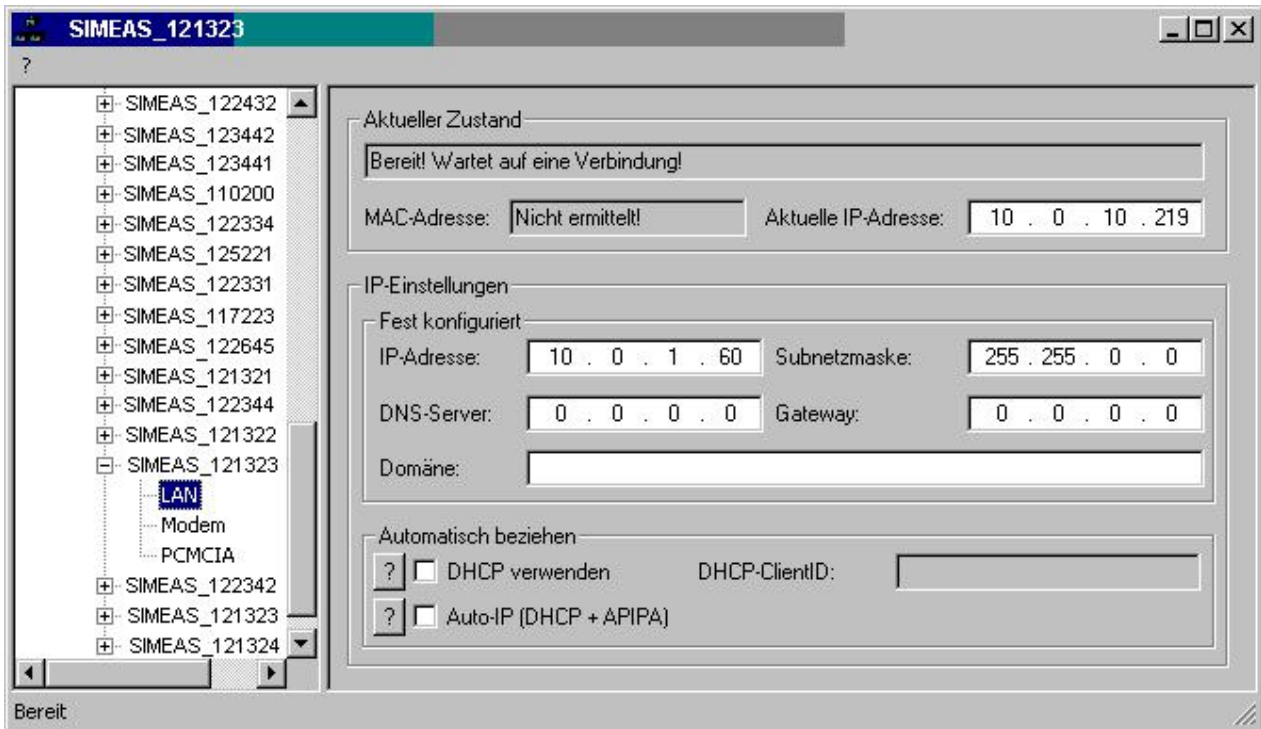 SIMEAS_121323
?
SIMEAS_122432
SIMEAS_123442
SIMEAS_123441
SIMEAS_110200
SIMEAS_122334
SIMEAS_125221
SIMEAS_122331
SIMEAS_117223
SIMEAS_122645
SIMEAS_121321
SIMEAS_122344
SIMEAS_121322
SIMEAS_121323
LAN
Modem
PCMCIA
SIMEAS_122342
SIMEAS_121323
SIMEAS_121324
Aktueller Zustand
Bereit! Wartet auf eine Verbindung!
MAC-Adresse: Nicht ermittelt! Aktuelle IP-Adresse: 10 . 0 . 10 . 219
IP-Einstellungen
Fest konfiguriert
IP-Adresse: 10 . 0 . 1 . 60 Subnetzmaske: 255 . 255 . 0 . 0
DNS-Server: 0 . 0 . 0 . 0 Gateway: 0 . 0 . 0 . 0
Domäne:
Automatisch beziehen
? DHCP verwenden DHCP-ClientID:
? Auto-IP (DHCP + APIPA)
Bereit